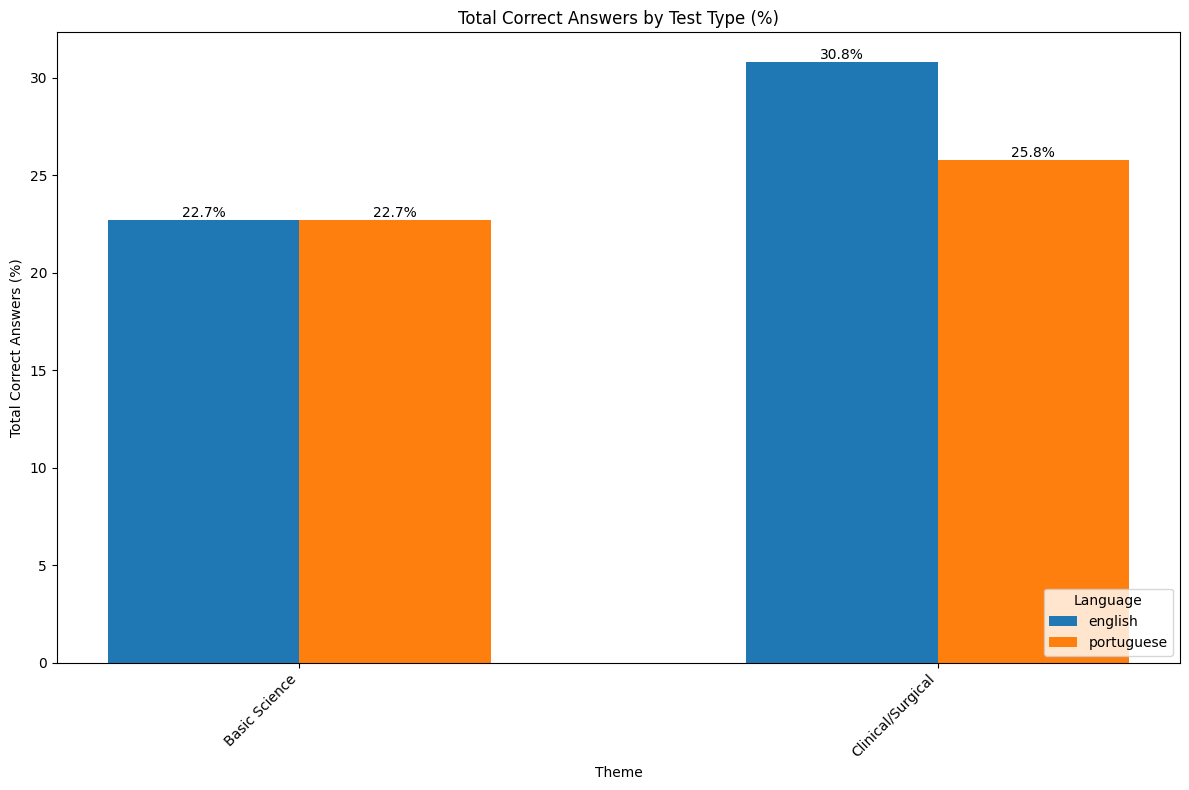 Total Correct Answers by Test Type (%)
Total Correct Answers (%)
30
25
20
15
10
5
0
22.7%
22.7%
30.8%
25.8%
Language
english
portuguese
Basic Science
Clinical/Surgical
Theme